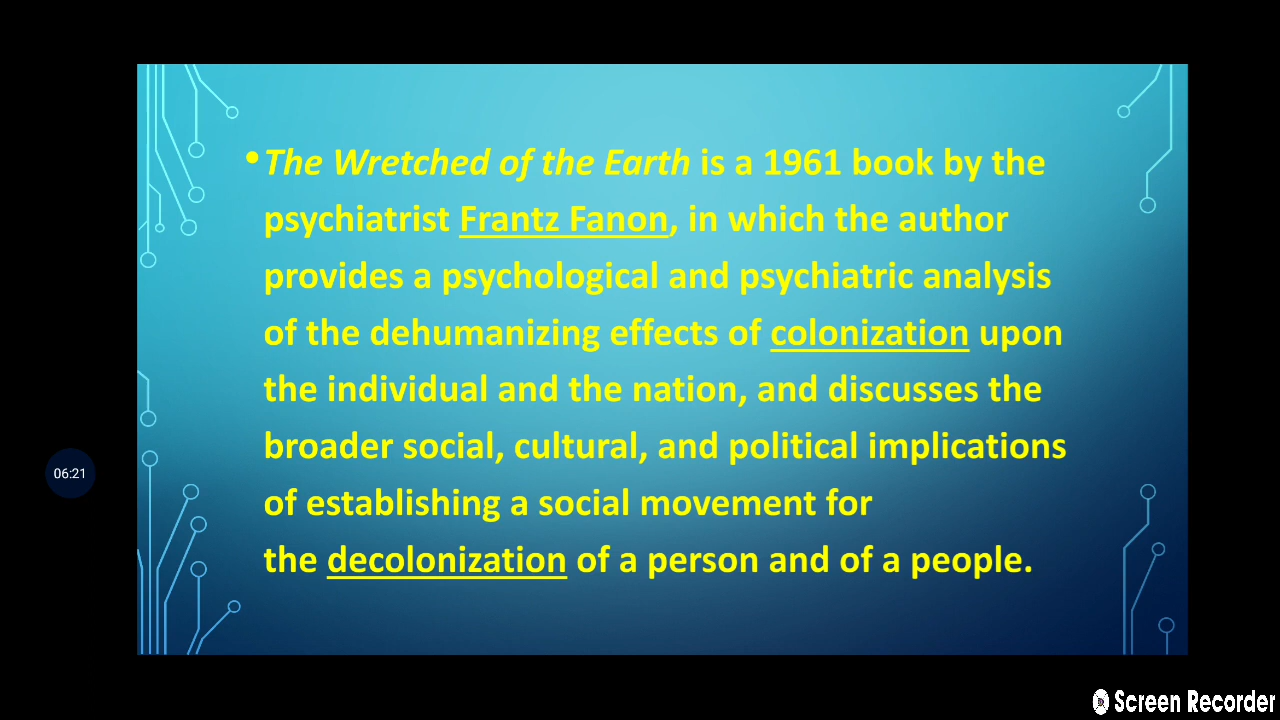 • The Wretched of the Earth is a 1961 book by the
psychiatrist Frantz Fanon, in which the author
provides a psychological and psychiatric analysis
of the dehumanizing effects of colonization upon
the individual and the nation, and discusses the
broader social, cultural, and political implications
of establishing a social movement for
the decolonization of a person and of a people.
06:21
Screen Recorder